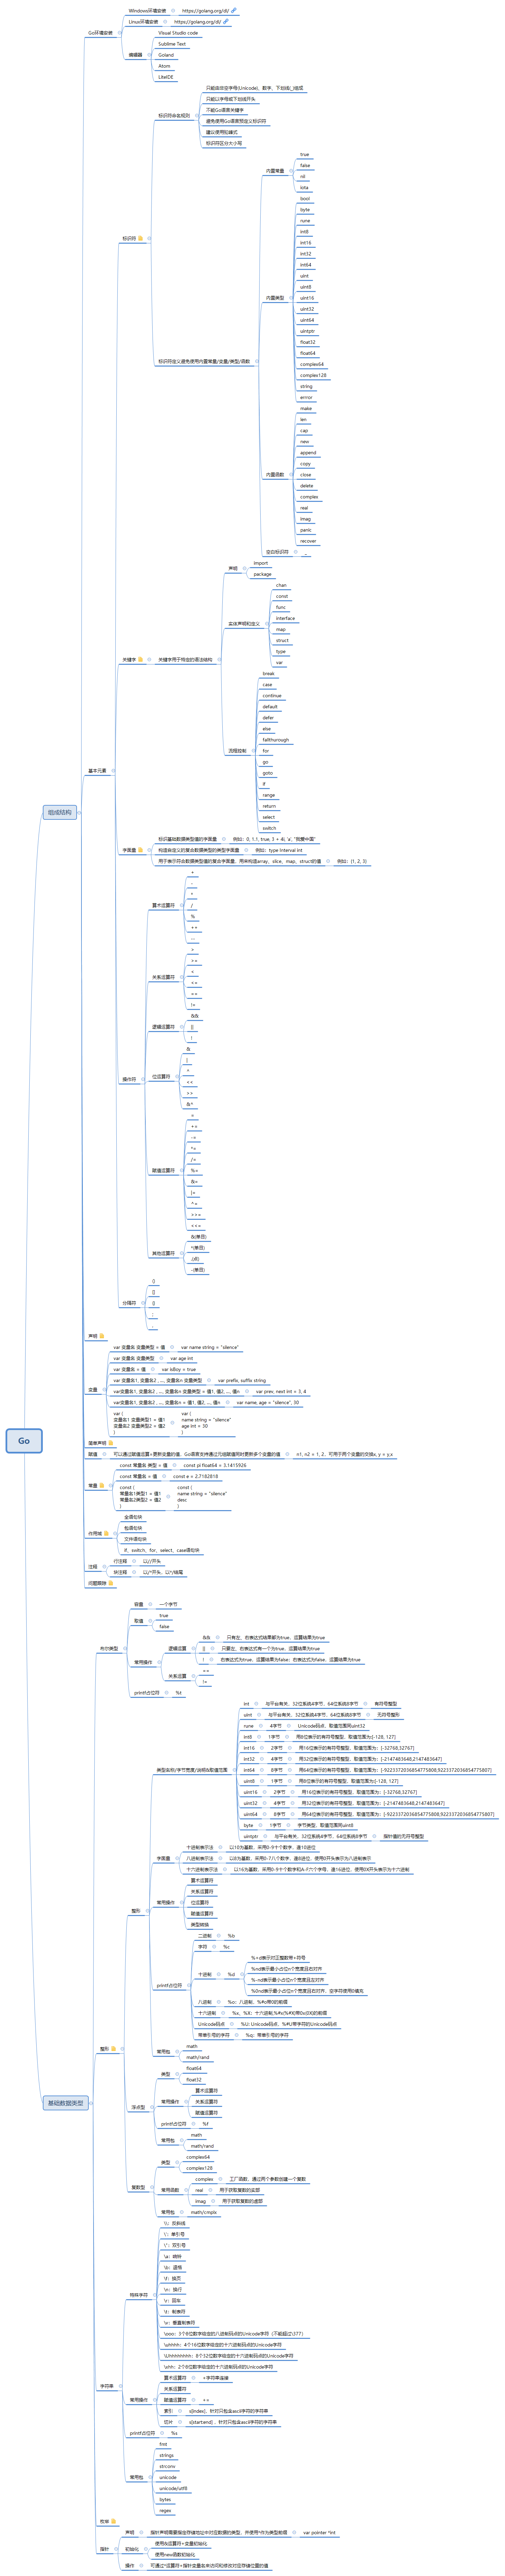 Go
组成结构
Go环境安装
Windows环境安装
https://golang.org/dl/
Linux环境安装
https://golang.org/dl/
编辑器
Visual Studio code
Sublime Text
Goland
Atom
LiteIDE
基本元素
标识符
标识符命名规则
只能由非空字母(Unicode)、数字、下划线(_)组成
只能以字母或下划线开头
不能Go语言关键字
避免使用Go语言预定义标识符
建议使用驼峰式
标识符区分大小写
标识符定义避免使用内置常量/变量/类型/函数
内置常量
true
false
nil
iota
内置类型
bool
byte
rune
int8
int16
int32
int64
uint
uint8
uint16
uint32
uint64
uintptr
float32
float64
complex64
complex128
string
error
内置函数
make
len
cap
new
append
copy
close
delete
complex
real
imag
panic
recover
空白标识符
_
关键字
关键字用于特定的语法结构
声明
import
package
实体声明和定义
chan
const
func
interface
map
struct
type
var
流程控制
break
case
continue
default
defer
else
fallthorough
for
go
goto
if
range
return
select
switch
字面量
标识基础数据类型值的字面量
例如：0, 1.1, true, 3 + 4i, 'a', "我爱中国"
构造自定义的复合数据类型的类型字面量
例如：type Interval int
用于表示符合数据类型值的复合字面量，用来构造array、slice、map、struct的值
例如：{1, 2, 3}
操作符
算术运算符
+
-
*
/
%
++
--
关系运算符
>
>=
<
<=
==
!=
逻辑运算符
&&
||
!
位运算符
&
|
^
<<
>>
&^
赋值运算符
=
+=
-=
*=
/=
%=
&=
|=
^=
>>=
<<=
其他运算符
&(单目)
*(单目)
.(点)
-(单目)
分隔符
()
[]
{}
;
,
声明
变量
var 变量名 变量类型 = 值
var name string = "silence"
var 变量名 变量类型
var age int
var 变量名 = 值
var isBoy = true
var 变量名1, 变量名2 , ..., 变量名n 变量类型
var prefix, suffix string
var变量名1, 变量名2 , ..., 变量名n 变量类型 = 值1, 值2, ..., 值n
var prev, next int = 3, 4
var变量名1, 变量名2 , ..., 变量名n = 值1, 值2, ..., 值n
var name, age = "silence", 30
var (
变量名1 变量类型1 = 值1
变量名2 变量类型2 = 值2
)
var (
name string = "silence"
age int = 30
)
简单声明
赋值
可以通过赋值运算=更新变量的值，Go语言支持通过元组赋值同时更新多个变量的值
n1, n2 = 1, 2，可用于两个变量的交换x, y = y,x
常量
const 常量名 类型 = 值
const pi float64 = 3.1415926
const 常量名 = 值
const e = 2.7182818
const (
常量名1类型1 = 值1
常量名2类型2 = 值2
)
const (
name string = "silence"
desc
)
作用域
全语句块
包语句块
文件语句块
if、switch、for、select、case语句块
注释
行注释
以//开头
块注释
以/*开头，以*/结尾
问题跟踪
基础数据类型
布尔类型
容量
一个字节
取值
true
false
常用操作
逻辑运算
&&
只有左、右表达式结果都为true，运算结果为true
||
只要左、右表达式有一个为true，运算结果为true
!
右表达式为true，运算结果为false；右表达式为false，运算结果为true
关系运算
==
!=
printf占位符
%t
整形
整形
类型名称/字节宽度/说明&取值范围
int
与平台有关，32位系统4字节，64位系统8字节
有符号整型
uint
与平台有关，32位系统4字节，64位系统8字节
无符号整形
rune
4字节
Unicode码点，取值范围同uint32
int8
1字节
用8位表示的有符号整型，取值范围为:[-128, 127]
int16
2字节
用16位表示的有符号整型，取值范围为：[-32768,32767]
int32
4字节
用32位表示的有符号整型，取值范围为：[-2147483648,2147483647]
int64
8字节
用64位表示的有符号整型，取值范围为：[-9223372036854775808,9223372036854775807]
uint8
1字节
用8位表示的有符号整型，取值范围为:[-128, 127]
uint16
2字节
用16位表示的有符号整型，取值范围为：[-32768,32767]
uint32
4字节
用32位表示的有符号整型，取值范围为：[-2147483648,2147483647]
uint64
8字节
用64位表示的有符号整型，取值范围为：[-9223372036854775808,9223372036854775807]
byte
1字节
字节类型，取值范围同uint8
uintptr
与平台有关，32位系统4字节，64位系统8字节
指针值的无符号整型
字面量
十进制表示法
以10为基数，采用0-9十个数字，逢10进位
八进制表示法
以8为基数，采用0-7八个数字，逢8进位，使用0开头表示为八进制表示
十六进制表示法
以16为基数，采用0-9十个数字和A-F六个字母，逢16进位，使用0X开头表示为十六进制
常用操作
算术运算符
关系运算符
位运算符
赋值运算符
类型转换
printf占位符
二进制
%b
字符
%c
十进制
%d
%+d表示对正整数带+符号
%nd表示最小占位n个宽度且右对齐
%-nd表示最小占位n个宽度且左对齐
%0nd表示最小占位n个宽度且右对齐，空字符使用0填充
八进制
%o：八进制，%#o带0的前缀
十六进制
%x、%X：十六进制,%#x(%#X)带0x(0X)的前缀
Unicode码点
%U: Unicode码点，%#U带字符的Unicode码点
带单引号的字符
%q：带单引号的字符
常用包
math
math/rand
浮点型
类型
float64
float32
常用操作
算术运算符
关系运算符
赋值运算符
printf占位符
%f
常用包
math
math/rand
复数型
类型
complex64
complex128
常用函数
complex
工厂函数，通过两个参数创建一个复数
real
用于获取复数的实部
imag
用于获取复数的虚部
常用包
math/cmplx
字符串
特殊字符
\\：反斜线
\'：单引号
\"：双引号
\a：响铃
\b：退格
\f：换页
\n：换行
\r：回车
\t：制表符
\v：垂直制表符
\ooo：3个8位数字给定的八进制码点的Unicode字符（不能超过\377）
\uhhhh：4个16位数字给定的十六进制码点的Unicode字符
\Uhhhhhhhh：8个32位数字给定的十六进制码点的Unicode字符
\xhh：2个8位数字给定的十六进制码点的Unicode字符
常用操作
算术运算符
+字符串连接
关系运算符
赋值运算符
+=
索引
s[index]，针对只包含ascii字符的字符串
切片
s[start:end] ，针对只包含ascii字符的字符串
printf占位符
%s
常用包
fmt
strings
strconv
unicode
unicode/utf8
bytes
regex
枚举
指针
声明
指针声明需要指定存储地址中对应数据的类型，并使用*作为类型前缀
var pointer *int
初始化
使用&运算符+变量初始化
使用new函数初始化
操作
可通过*运算符+指针变量名来访问和修改对应存储位置的值